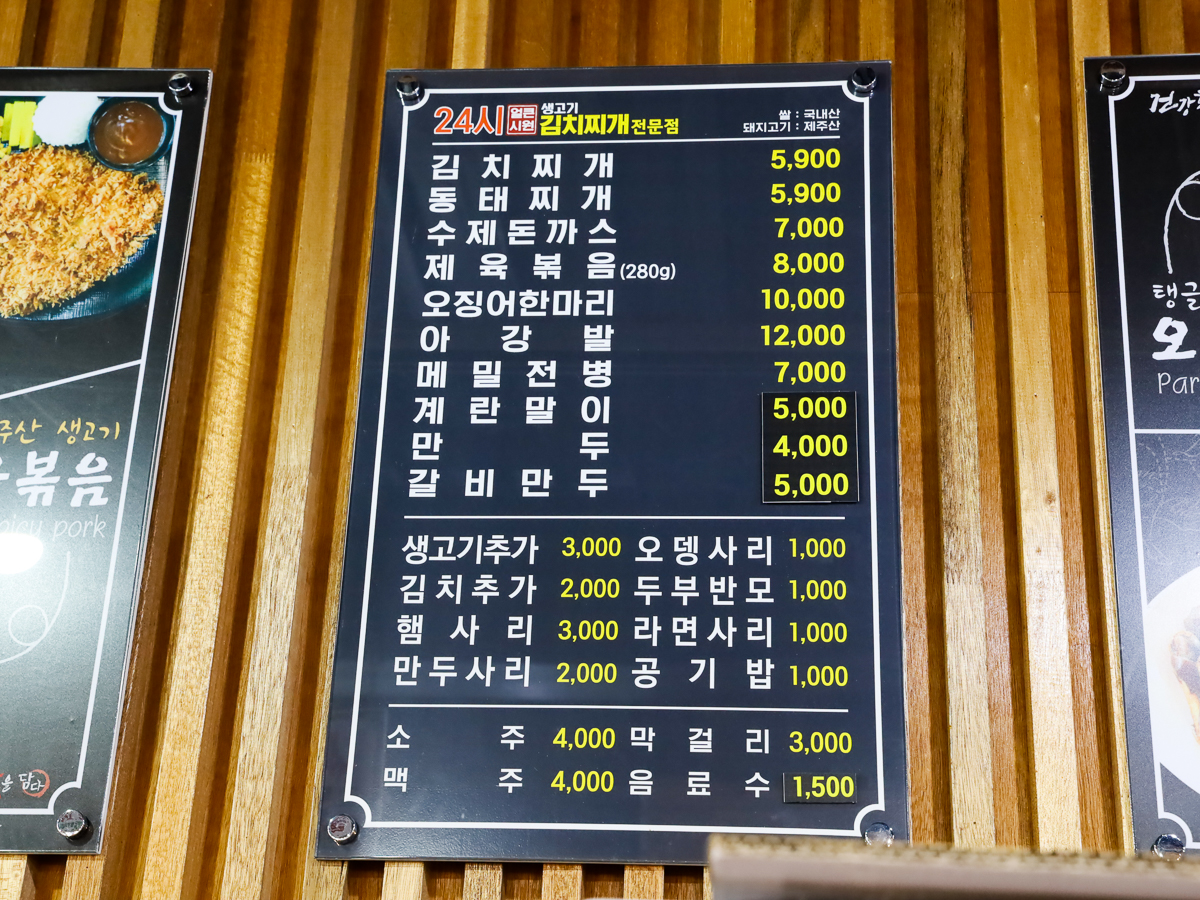 24시 얼큰시원 생고기 김치찌개전문점
쌀 : 국내산
돼지고기 : 제주산
김치찌개 5,900
동태찌개 5,900
수제돈까스 7,000
제육볶음(280g) 8,000
오징어한마리 10,000
아강발 12,000
메밀전병 7,000
계란말이 5,000
만두 4,000
갈비만두 5,000
생고기추가 3,000 오뎅사리 1,000
김치추가 2,000 두부반모 1,000
햄사리 3,000 라면사리 1,000
만두사리 2,000 공기밥 1,000
소주 4,000 막걸리 3,000
맥주 4,000 음료수 1,500
주산 생고기
볶음
pork
을 담다
탱글
오
Par